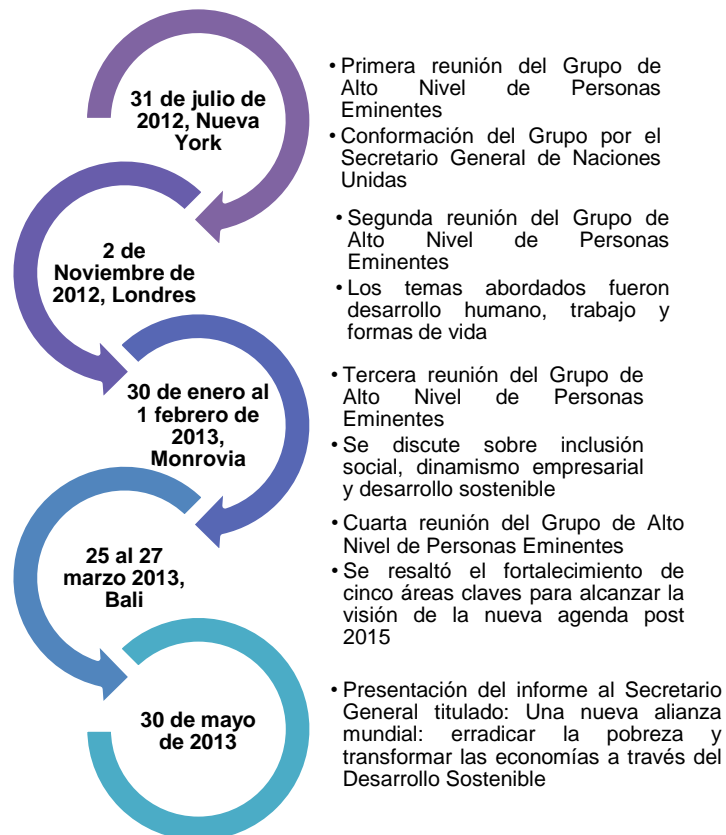 31 de julio de
2012, Nueva
York
• Primera reunión del Grupo de
Alto Nivel de Personas
Eminentes
• Conformación del Grupo por el
Secretario General de Naciones
Unidas
2 de
Noviembre de
2012, Londres
• Segunda reunión del Grupo de
Alto Nivel de Personas
Eminentes
• Los temas abordados fueron
desarrollo humano, trabajo y
formas de vida
30 de enero al
1 febrero de
2013,
Monrovia
• Tercera reunión del Grupo de
Alto Nivel de Personas
Eminentes
• Se discute sobre inclusión
social, dinamismo empresarial
y desarrollo sostenible
25 al 27
marzo 2013,
Bali
• Cuarta reunión del Grupo de Alto
Nivel de Personas Eminentes
• Se resaltó el fortalecimiento de
cinco áreas claves para alcanzar la
visión de la nueva agenda post
2015
30 de mayo
de 2013
• Presentación del informe al Secretario
General titulado: Una nueva alianza
mundial: erradicar la pobreza y
transformar las economías a través del
Desarrollo Sostenible